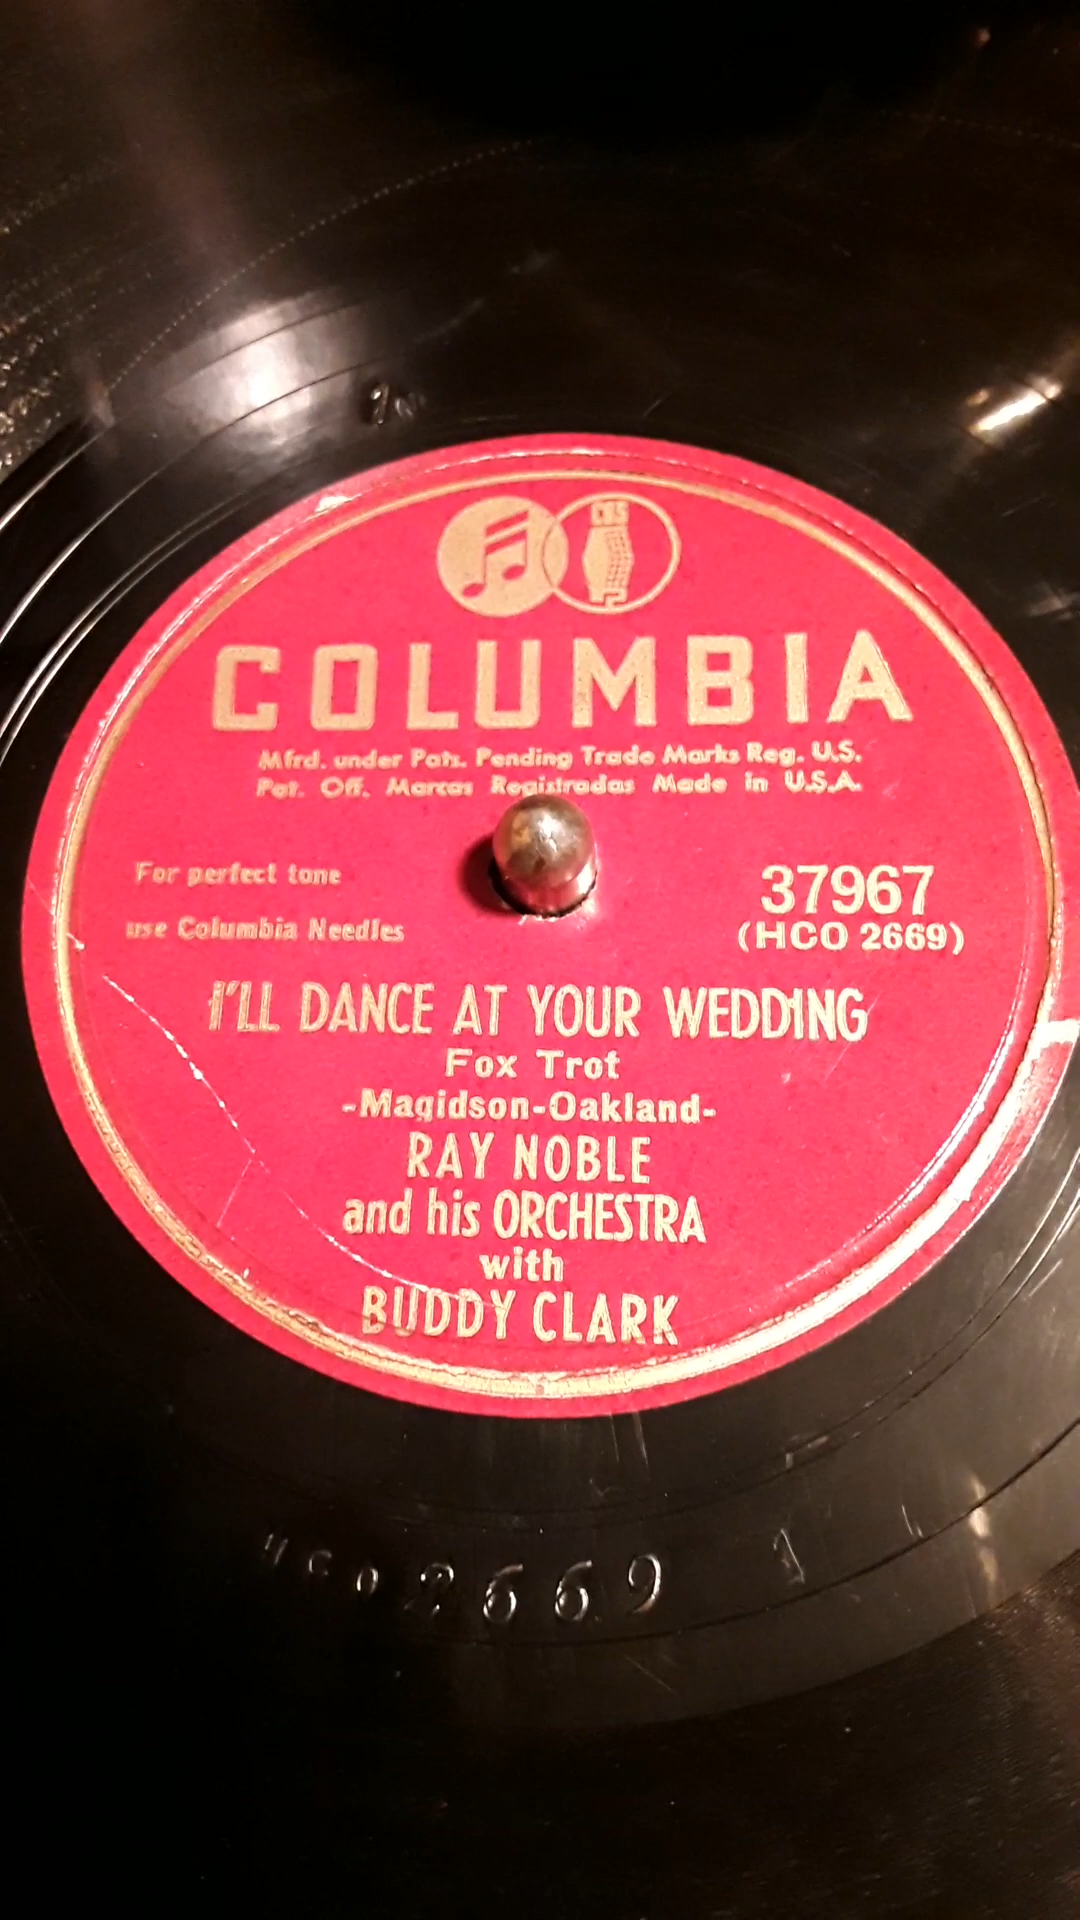 CBS
COLUMBIA
Mfrd. under Pats. Pending Trade Marks Reg. U.S.
Pat. Off. Marcas Registradas Made in U.S.A.
For perfect tone
use Columbia Needles
37967
(HCO 2669)
I'LL DANCE AT YOUR WEDDING
Fox Trot
-Magidson-Oakland-
RAY NOBLE
and his ORCHESTRA
with
BUDDY CLARK
HCO 2669 1